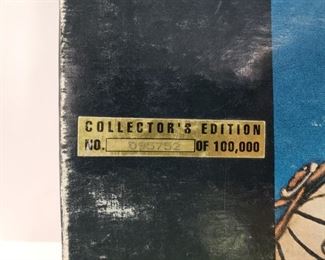 COLLECTOR'S EDITION
NO. 095752 OF 100,000